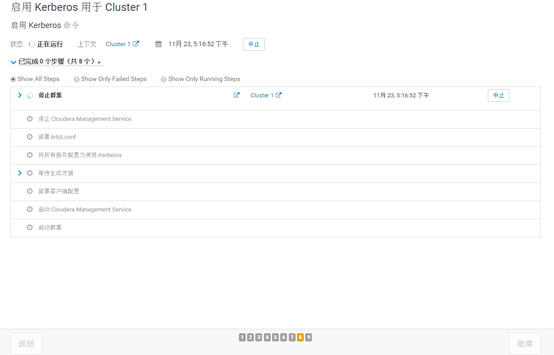 启用 Kerberos 用于 Cluster 1
启用 Kerberos 命令
状态 正在运行 上下文 Cluster 1 11月 23, 5:16:52 下午 中止
已完成 0 个步骤（共 8 个）。
Show All Steps Show Only Failed Steps Show Only Running Steps
停止群集 Cluster 1 11月 23, 5:16:52 下午 中止
停止 Cloudera Management Service
部署 krb5.conf
将所有服务配置为使用 Kerberos
等待生成凭据
部署客户端配置
启动 Cloudera Management Service
启动群集
返回 1 2 3 4 5 6 7 8 9 继续